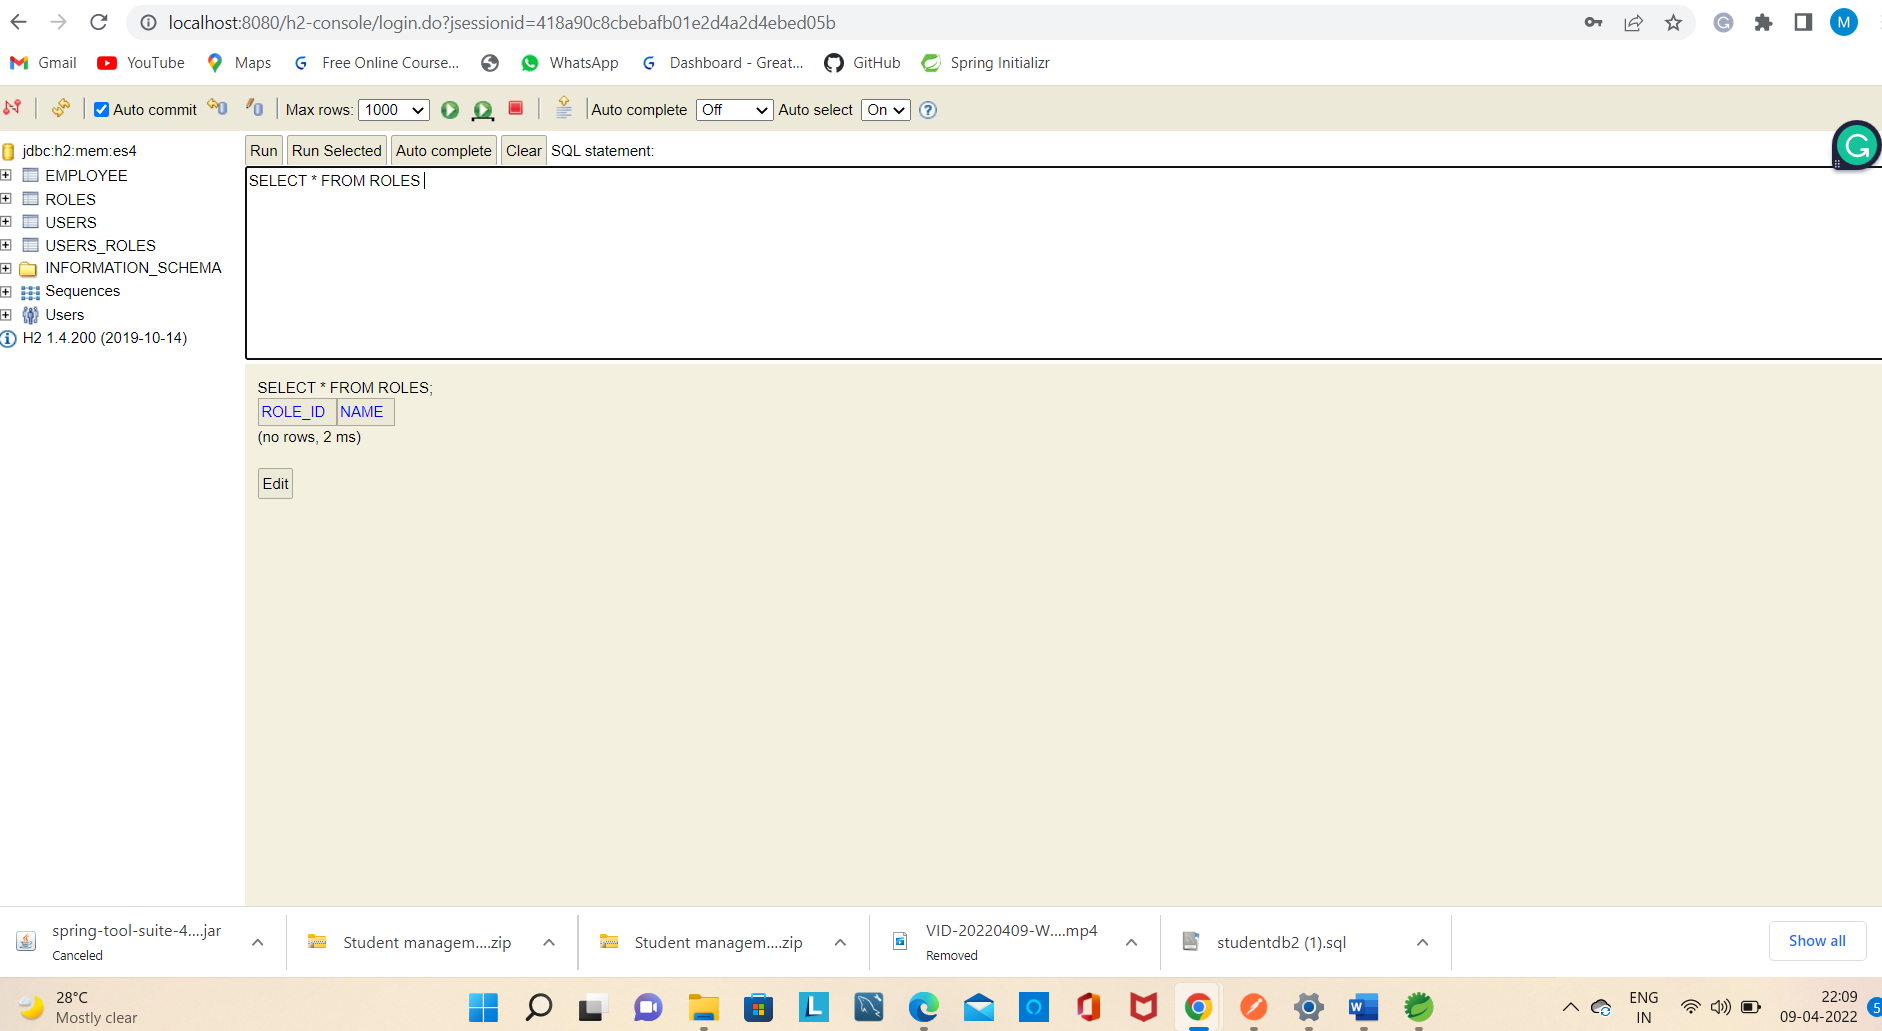 localhost:8080/h2-console/login.do?jsessionid=418a90c8cbebafb01e2d4a2d4ebed05b
M
Gmail YouTube Maps Free Online Course... WhatsApp Dashboard - Great... GitHub Spring Initializr
Auto commit Max rows: 1000 Auto complete Off Auto select On
jdbc:h2:mem:es4
EMPLOYEE
ROLES
USERS
USERS_ROLES
INFORMATION_SCHEMA
Sequences
Users
H2 1.4.200 (2019-10-14)
Run Run Selected Auto complete Clear SQL statement:
SELECT * FROM ROLES
SELECT * FROM ROLES;
ROLE_ID NAME
(no rows, 2 ms)
Edit
spring-tool-suite-4....jar
Canceled
Student managem....zip
Student managem....zip
VID-20220409-W....mp4
Removed
studentdb2 (1).sql
Show all
28°C
Mostly clear
ENG
IN
22:09
09-04-2022
5